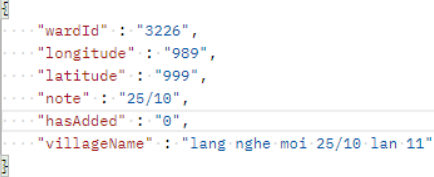 {
"wardId" : "3226",
"longitude" : "989",
"latitude" : "999",
"note" : "25/10",
"hasAdded" : "0",
"villageName" : "lang nghe moi 25/10 lan 11"
}